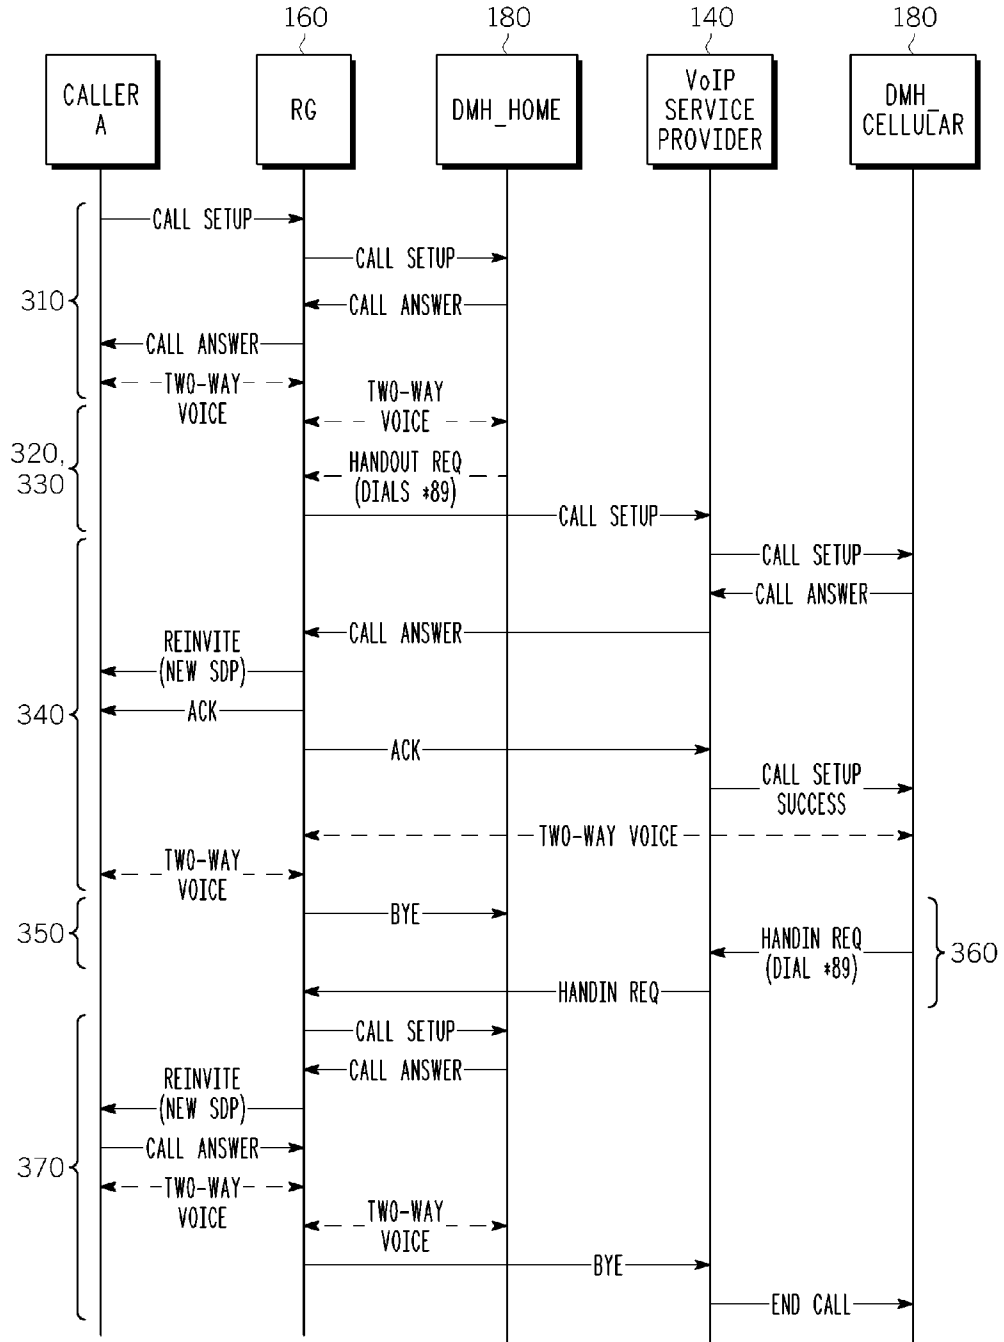 160
180
140
180
CALLER
A
RG
DMH_HOME
VoIP
SERVICE
PROVIDER
DMH_
CELLULAR
CALL SETUP
CALL SETUP
310
CALL ANSWER
CALL ANSWER
TWO-WAY
VOICE
TWO-WAY
VOICE
320,
330
HANDOUT REQ
(DIALS *89)
CALL SETUP
CALL SETUP
CALL ANSWER
CALL ANSWER
REINVITE
(NEW SDP)
340
ACK
ACK
CALL SETUP
SUCCESS
TWO-WAY VOICE
TWO-WAY
VOICE
BYE
350
HANDIN REQ
(DIAL *89)
360
HANDIN REQ
CALL SETUP
CALL ANSWER
REINVITE
(NEW SDP)
CALL ANSWER
370
TWO-WAY
VOICE
TWO-WAY
VOICE
BYE
END CALL